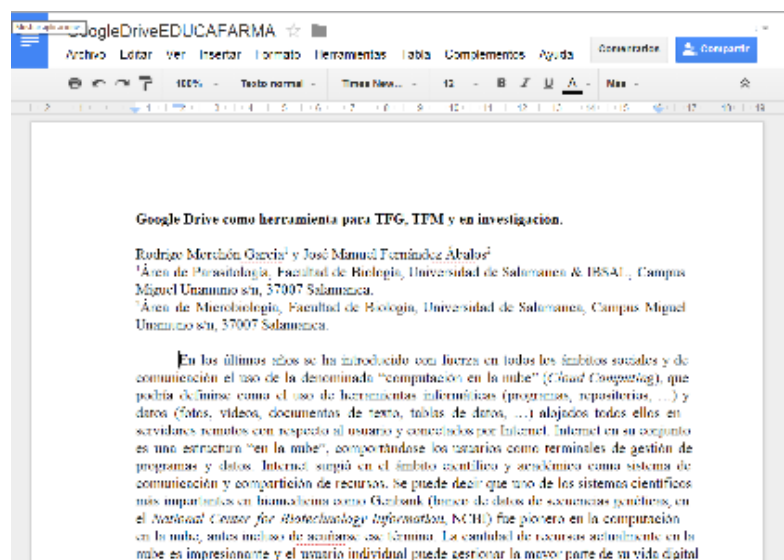 GoogleDriveEDUCAFARMA
Archivo Editar Ver Insertar Formato Herramientas Tabla Complementos Ayuda Comentarios Compartir
100% Texto normal Times New... 12 B I U A Más
Google Drive como herramienta para TFG, TFM y en investigación.
Rodrigo Morchón García¹ y José Manuel Fernández Ábalos²
¹Área de Parasitología, Facultad de Biología, Universidad de Salamanca & IBSAL, Campus
Miguel Unamuno s/n, 37007 Salamanca.
²Área de Microbiología, Facultad de Biología, Universidad de Salamanca, Campus Miguel
Unamuno s/n, 37007 Salamanca.
En los últimos años se ha introducido con fuerza en todos los ámbitos sociales y de
comunicación el uso de la denominada “computación en la nube” (Cloud Computing), que
podría definirse como el uso de herramientas informáticas (programas, repositorios, ...) y
datos (fotos, vídeos, documentos de texto, tablas de datos, ...) alojados todos ellos en
servidores remotos con respecto al usuario y conectados por Internet. Internet en su conjunto
es una estructura “en la nube”, comportándose los usuarios como terminales de gestión de
programas y datos. Internet surgió en el ámbito científico y académico como sistema de
comunicación y compartición de recursos. Se puede decir que uno de los sistemas científicos
más importantes en biomedicina como Genbank (banco de datos de secuencias genéticas, en
el National Center for Biotechnology Information, NCBI) fue pionero en la computación
en la nube, antes incluso de acuñarse ese término. La cantidad de recursos actualmente en la
nube es impresionante y el usuario individual puede gestionar la mayor parte de su vida digital